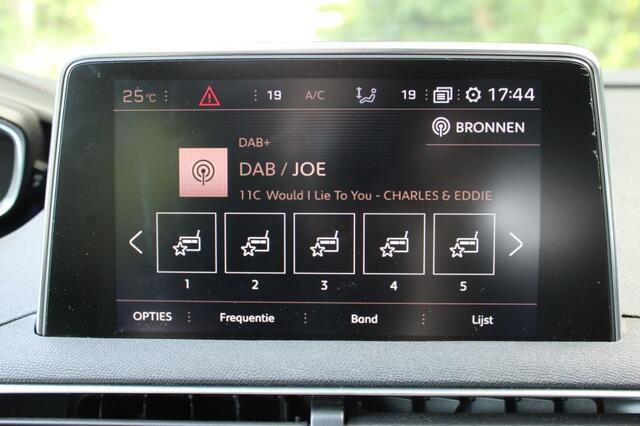 25°C 19 A/C 19 17:44
BRONNEN
DAB+
DAB / JOE
11C Would I Lie To You - CHARLES & EDDIE
1 2 3 4 5
OPTIES Frequentie Band Lijst